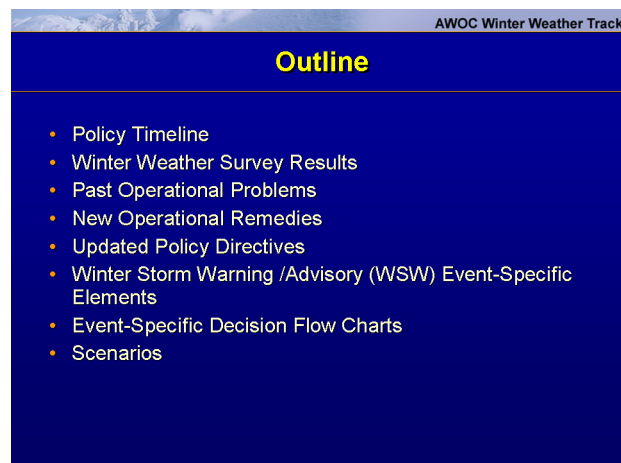 AWOC Winter Weather Track
Outline
• Policy Timeline
• Winter Weather Survey Results
• Past Operational Problems
• New Operational Remedies
• Updated Policy Directives
• Winter Storm Warning /Advisory (WSW) Event-Specific
Elements
• Event-Specific Decision Flow Charts
• Scenarios